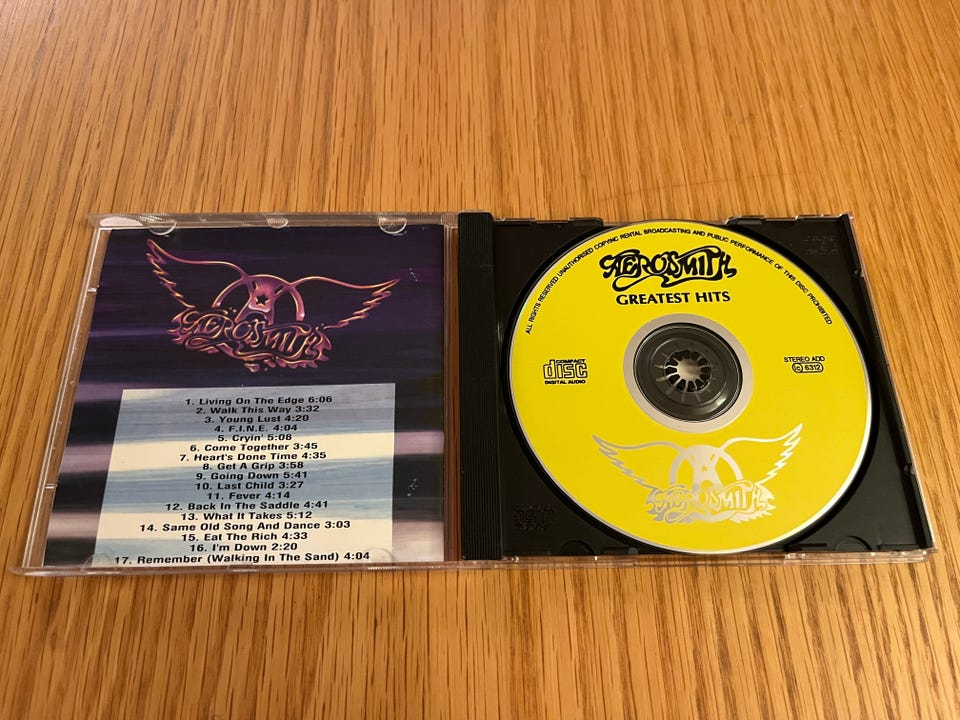 AEROSMITH
1. Living On The Edge 6:06
2. Walk This Way 3:32
3. Young Lust 4:20
4. F.I.N.E. 4:04
5. Cryin' 5:08
6. Come Together 3:45
7. Heart's Done Time 4:35
8. Get A Grip 3:58
9. Going Down 5:41
10. Last Child 3:27
11. Fever 4:14
12. Back In The Saddle 4:41
13. What It Takes 5:12
14. Same Old Song And Dance 3:03
15. Eat The Rich 4:33
16. I'm Down 2:20
17. Remember (Walking In The Sand) 4:04
ALL RIGHTS RESERVED UNAUTHORISED COPYING RENTAL BROADCASTING AND PUBLIC PERFORMANCE OF THIS DISC PROHIBITED
AEROSMITH
GREATEST HITS
COMPACT
disc
DIGITAL AUDIO
STEREO ADD
lc 6312
AEROSMITH